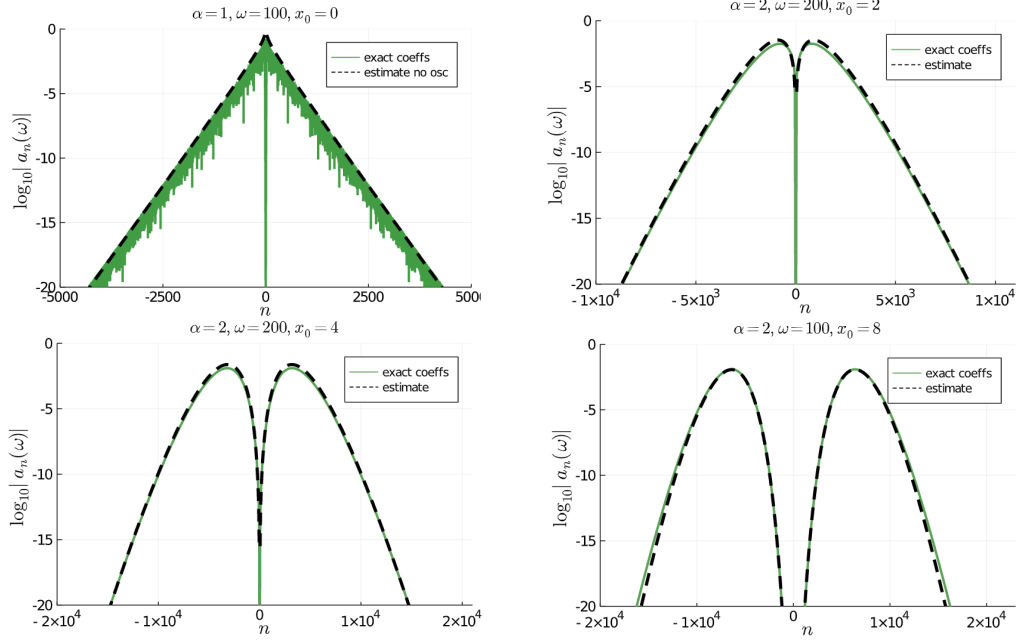 α = 1, ω = 100, x₀ = 0
0
-5
-10
-15
-20
-5000
-2500
0
2500
5000
n
log₁₀| aₙ(ω)|
exact coeffs
estimate no osc
α = 2, ω = 200, x₀ = 2
0
-5
-10
-15
-20
-1×10⁴
-5×10³
0
5×10³
1×10⁴
n
log₁₀| aₙ(ω)|
exact coeffs
estimate
α = 2, ω = 200, x₀ = 4
0
-5
-10
-15
-20
-2×10⁴
-1×10⁴
0
1×10⁴
2×10⁴
n
log₁₀| aₙ(ω)|
exact coeffs
estimate
α = 2, ω = 100, x₀ = 8
0
-5
-10
-15
-20
-2×10⁴
-1×10⁴
0
1×10⁴
2×10⁴
n
log₁₀| aₙ(ω)|
exact coeffs
estimate